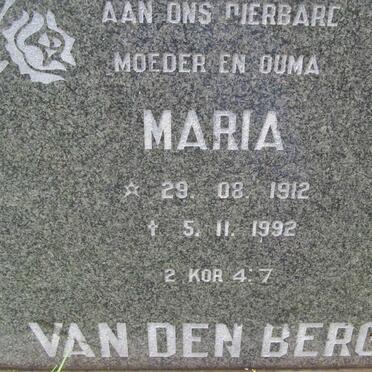 AAN ONS DIERBARE
MOEDER EN OUMA
MARIA
☆ 29. 08. 1912
† 5. 11. 1992
2 KOR 4:7
VAN DEN BERG